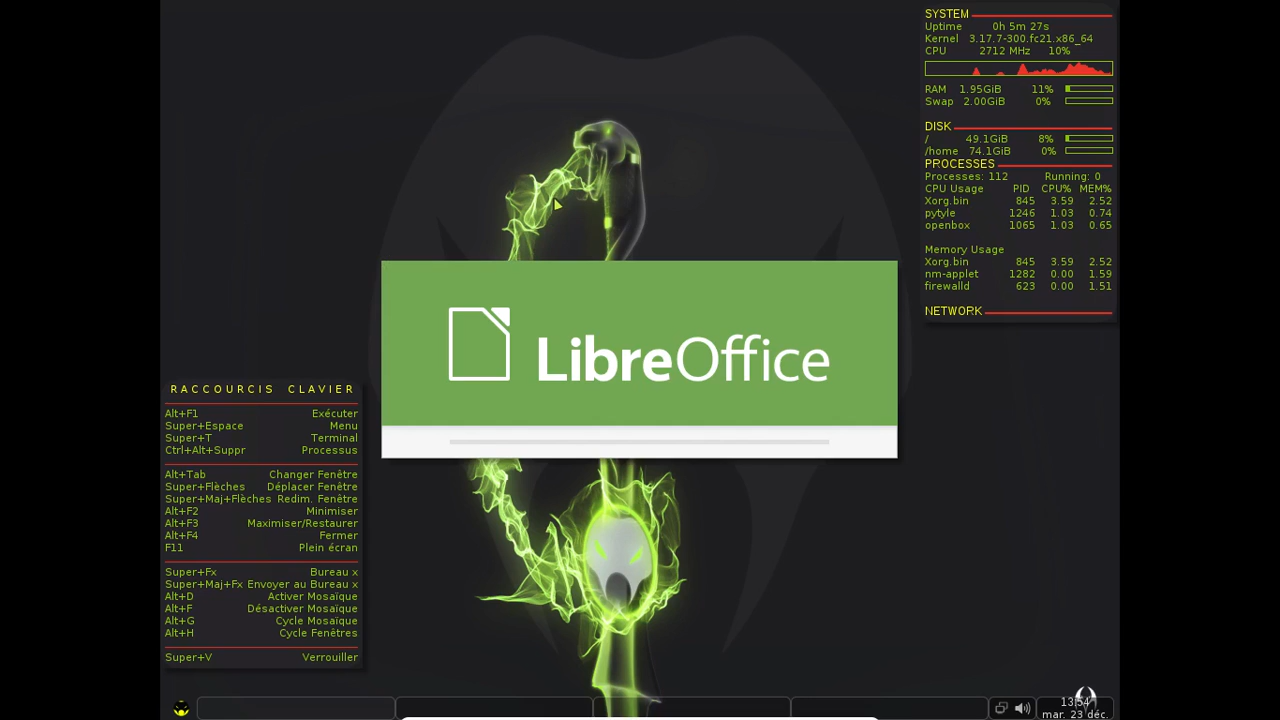 SYSTEM
Uptime 0h 5m 27s
Kernel 3.17.7-300.fc21.x86_64
CPU 2712 MHz 10%
RAM 1.95GiB 11%
Swap 2.00GiB 0%
DISK
/ 49.1GiB 8%
/home 74.1GiB 0%
PROCESSES
Processes: 112 Running: 0
CPU Usage PID CPU% MEM%
Xorg.bin 845 3.59 2.52
pytyle 1246 1.03 0.74
openbox 1065 1.03 0.65
Memory Usage
Xorg.bin 845 3.59 2.52
nm-applet 1282 0.00 1.59
firewalld 623 0.00 1.51
NETWORK
LibreOffice
RACCOURCIS CLAVIER
Alt+F1 Exécuter
Super+Espace Menu
Super+T Terminal
Ctrl+Alt+Suppr Processus
Alt+Tab Changer Fenêtre
Super+Flèches Déplacer Fenêtre
Super+Maj+Flèches Redim. Fenêtre
Alt+F2 Minimiser
Alt+F3 Maximiser/Restaurer
Alt+F4 Fermer
F11 Plein écran
Super+Fx Bureau x
Super+Maj+Fx Envoyer au Bureau x
Alt+D Activer Mosaïque
Alt+F Désactiver Mosaïque
Alt+G Cycle Mosaïque
Alt+H Cycle Fenêtres
Super+V Verrouiller
13:54
mar. 23 déc.